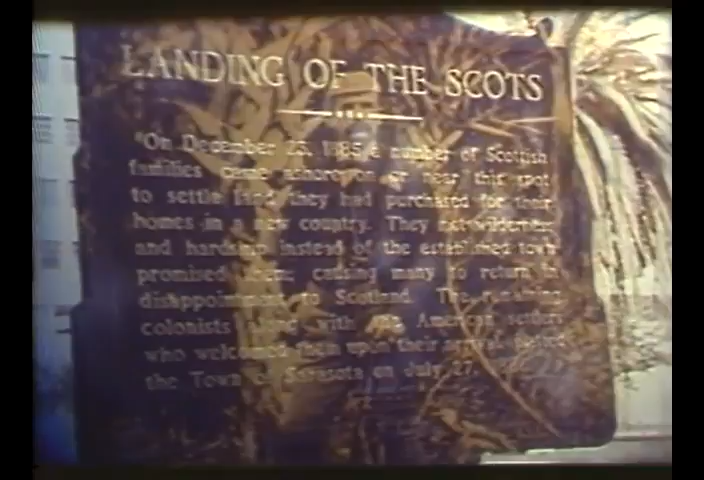 LANDING OF THE SCOTS
"On December 23, 1885 a number of Scottish
families came ashore on or near this spot
to settle land they had purchased for their
homes in a new country. They met wilderness
and hardship instead of the established town
promised them; causing many to return in
disappointment to Scotland. The remaining
colonists along with the American settlers
who welcomed them upon their arrival, platted
the Town of Sarasota on July 27,